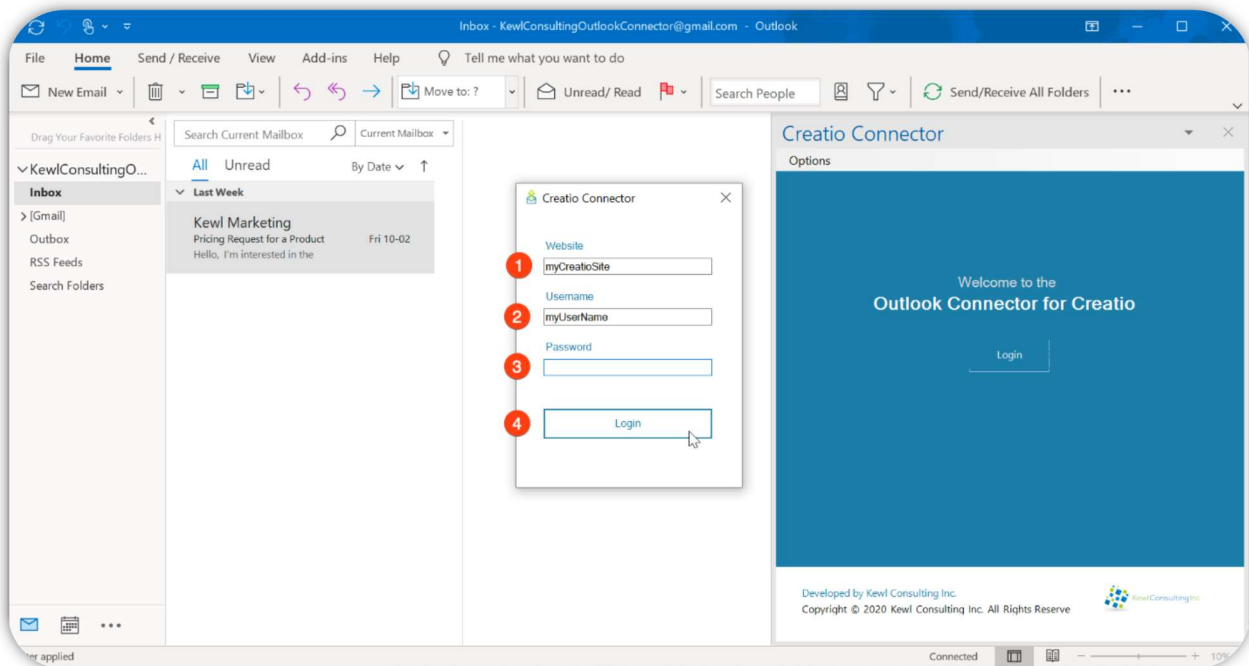 Inbox - KewlConsultingOutlookConnector@gmail.com - Outlook
File Home Send / Receive View Add-ins Help Tell me what you want to do
New Email Move to: ? Unread/ Read Search People Send/Receive All Folders
Drag Your Favorite Folders H
KewlConsultingO...
Inbox
[Gmail]
Outbox
RSS Feeds
Search Folders
Search Current Mailbox Current Mailbox
All Unread By Date
Last Week
Kewl Marketing
Pricing Request for a Product Fri 10-02
Hello, I'm interested in the
Creatio Connector
Website
1 myCreatioSite
Username
2 myUserName
Password
3
4 Login
Creatio Connector
Options
Welcome to the
Outlook Connector for Creatio
Login
Developed by Kewl Consulting Inc.
Copyright © 2020 Kewl Consulting Inc. All Rights Reserve
KewlConsultingInc
applied Connected 10%